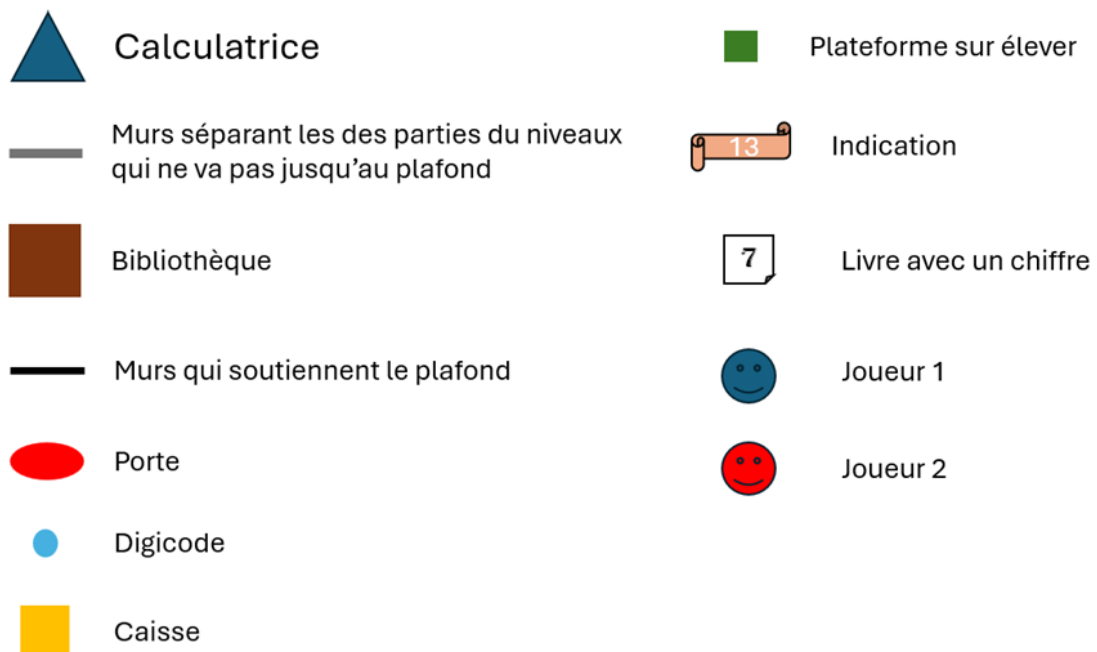 Calculatrice
Plateforme sur élever
Murs séparant les des parties du niveaux
qui ne va pas jusqu'au plafond
13
Indication
Bibliothèque
7
Livre avec un chiffre
Murs qui soutiennent le plafond
Joueur 1
Porte
Joueur 2
Digicode
Caisse